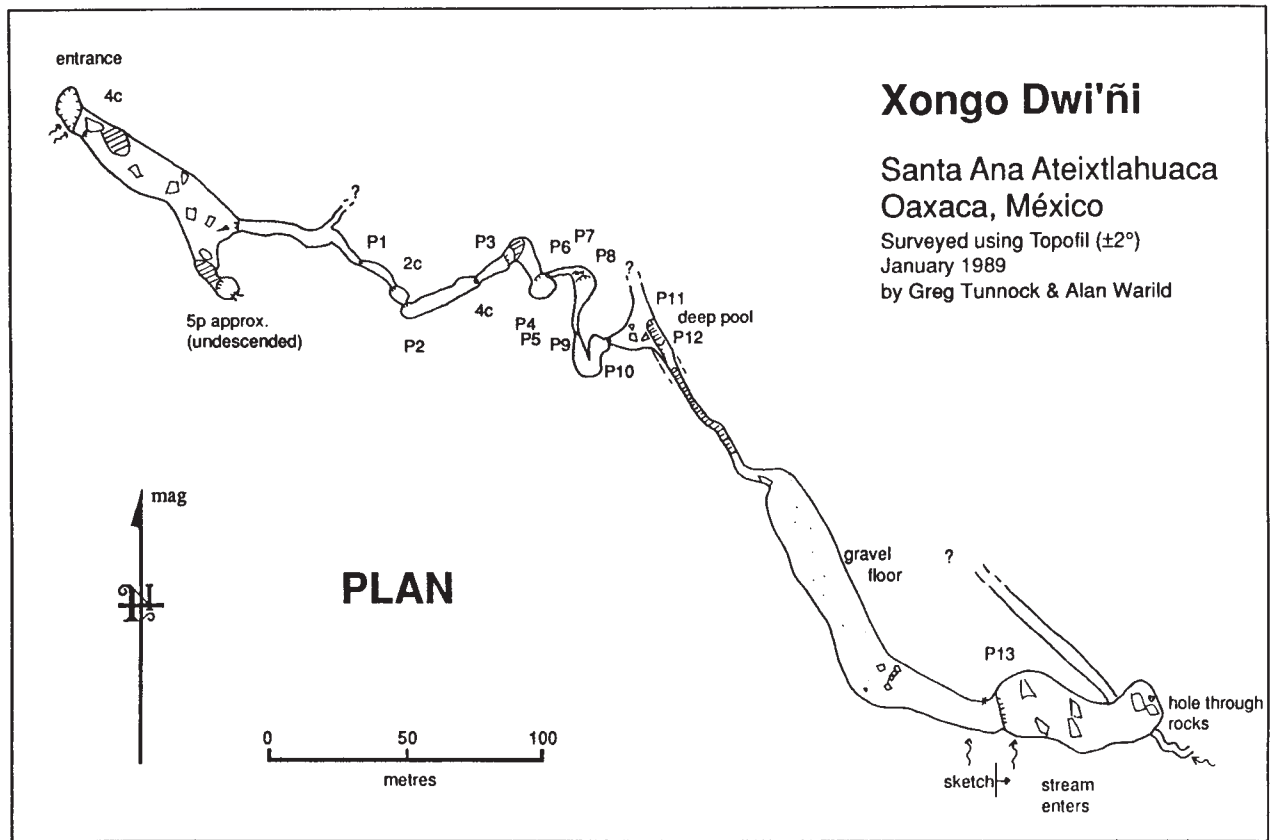 Xongo Dwi'ñi
Santa Ana Ateixtlahuaca
Oaxaca, México
Surveyed using Topofil (±2°)
January 1989
by Greg Tunnock & Alan Warild
entrance
4c
?
P1
2c
P2
5p approx.
(undescended)
P3
4c
P4
P5
P6
P7
P8
P9
P10
?
P11
deep pool
P12
gravel
floor
?
P13
hole through
rocks
sketch
stream
enters
mag
N
PLAN
0
50
100
metres